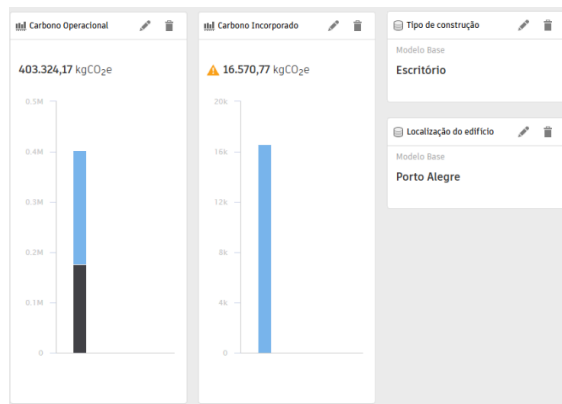 Carbono Operacional
403.324,17 kgCO₂e
0.5M
0.4M
0.3M
0.2M
0.1M
0
Carbono Incorporado
16.570,77 kgCO₂e
20k
16k
12k
8k
4k
0
Tipo de construção
Modelo Base
Escritório
Localização do edifício
Modelo Base
Porto Alegre